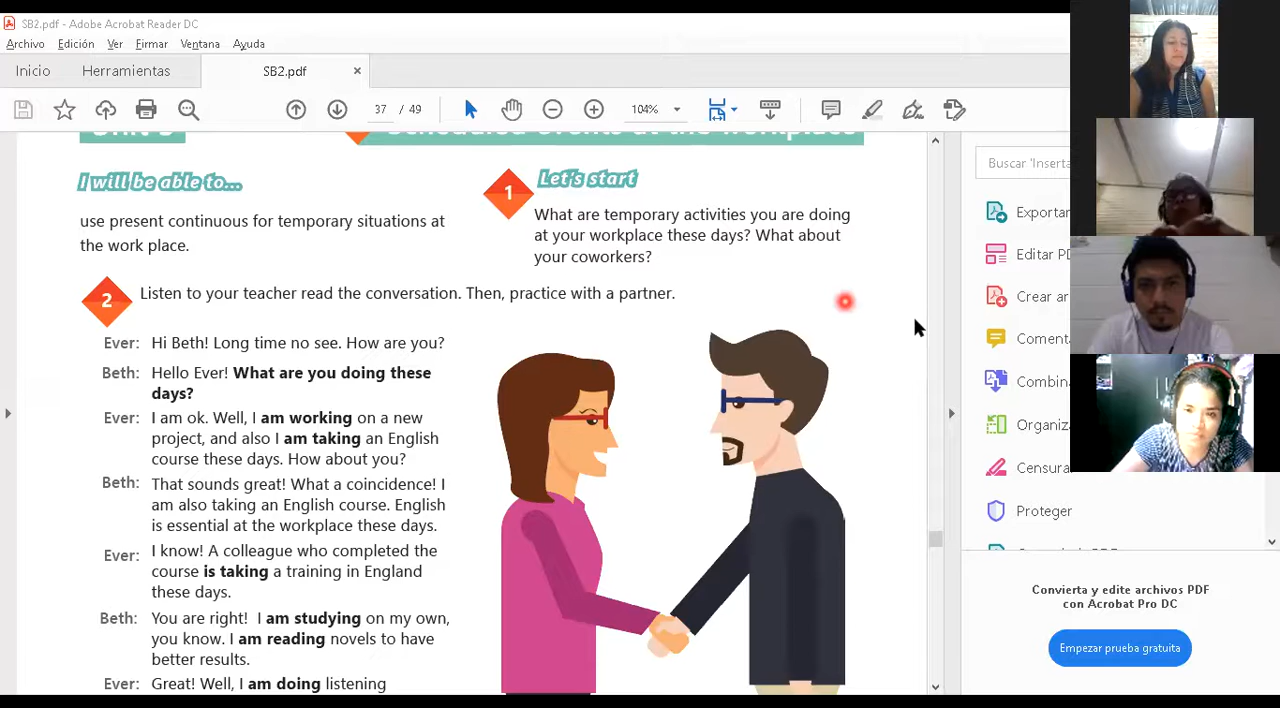 SB2.pdf - Adobe Acrobat Reader DC
Archivo Edición Ver Firmar Ventana Ayuda
Inicio Herramientas SB2.pdf ×
37 / 49 104%
Scheduled events at the workplace
I will be able to...
use present continuous for temporary situations at
the work place.
1 Let's start
What are temporary activities you are doing
at your workplace these days? What about
your coworkers?
2 Listen to your teacher read the conversation. Then, practice with a partner.
Ever: Hi Beth! Long time no see. How are you?
Beth: Hello Ever! What are you doing these
days?
Ever: I am ok. Well, I am working on a new
project, and also I am taking an English
course these days. How about you?
Beth: That sounds great! What a coincidence! I
am also taking an English course. English
is essential at the workplace these days.
Ever: I know! A colleague who completed the
course is taking a training in England
these days.
Beth: You are right! I am studying on my own,
you know. I am reading novels to have
better results.
Ever: Great! Well, I am doing listening
Buscar 'Inserta
Exportar
Editar PD
Crear ar
Comenta
Combina
Organiza
Censura
Proteger
Convierta y edite archivos PDF
con Acrobat Pro DC
Empezar prueba gratuita